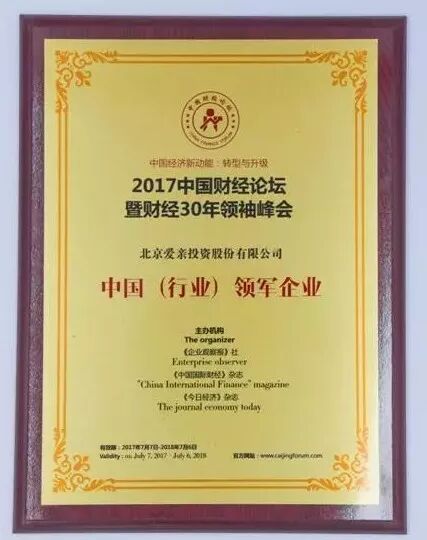 中国财经论坛
CHINA FINANCE FORUM
中国经济新动能：转型与升级
2017中国财经论坛
暨财经30年领袖峰会
北京爱亲投资股份有限公司
中国（行业）领军企业
主办机构
The organizer
《企业观察报》社
Enterprise observer
《中国国际财经》杂志
"China International Finance" magazine
《今日经济》杂志
The journal economy today
有效期：2017年7月7日-2018年7月6日
Validity: on July 7, 2017 - July 6, 2018
官方网站：www.caijingforum.com